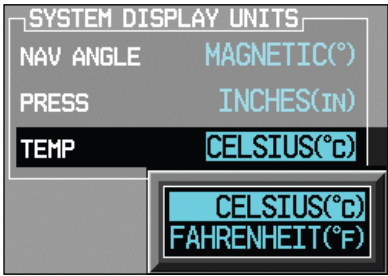 SYSTEM DISPLAY UNITS
NAV ANGLE MAGNETIC(°)
PRESS INCHES(IN)
TEMP CELSIUS(°C)
CELSIUS(°C)
FAHRENHEIT(°F)